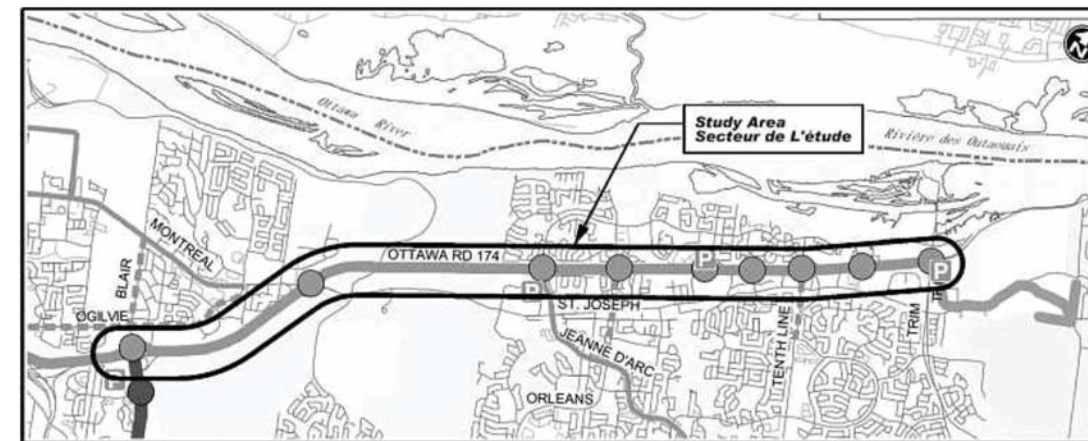 N
Ottawa River
Study Area
Secteur de L'étude
Rivière des Outaouais
MONTREAL
BLAIR
OGILVIE
OTTAWA RD 174
P
P
P
P
ST. JOSEPH
JEANNE D'ARC
TENTH LINE
TRIM
ORLEANS